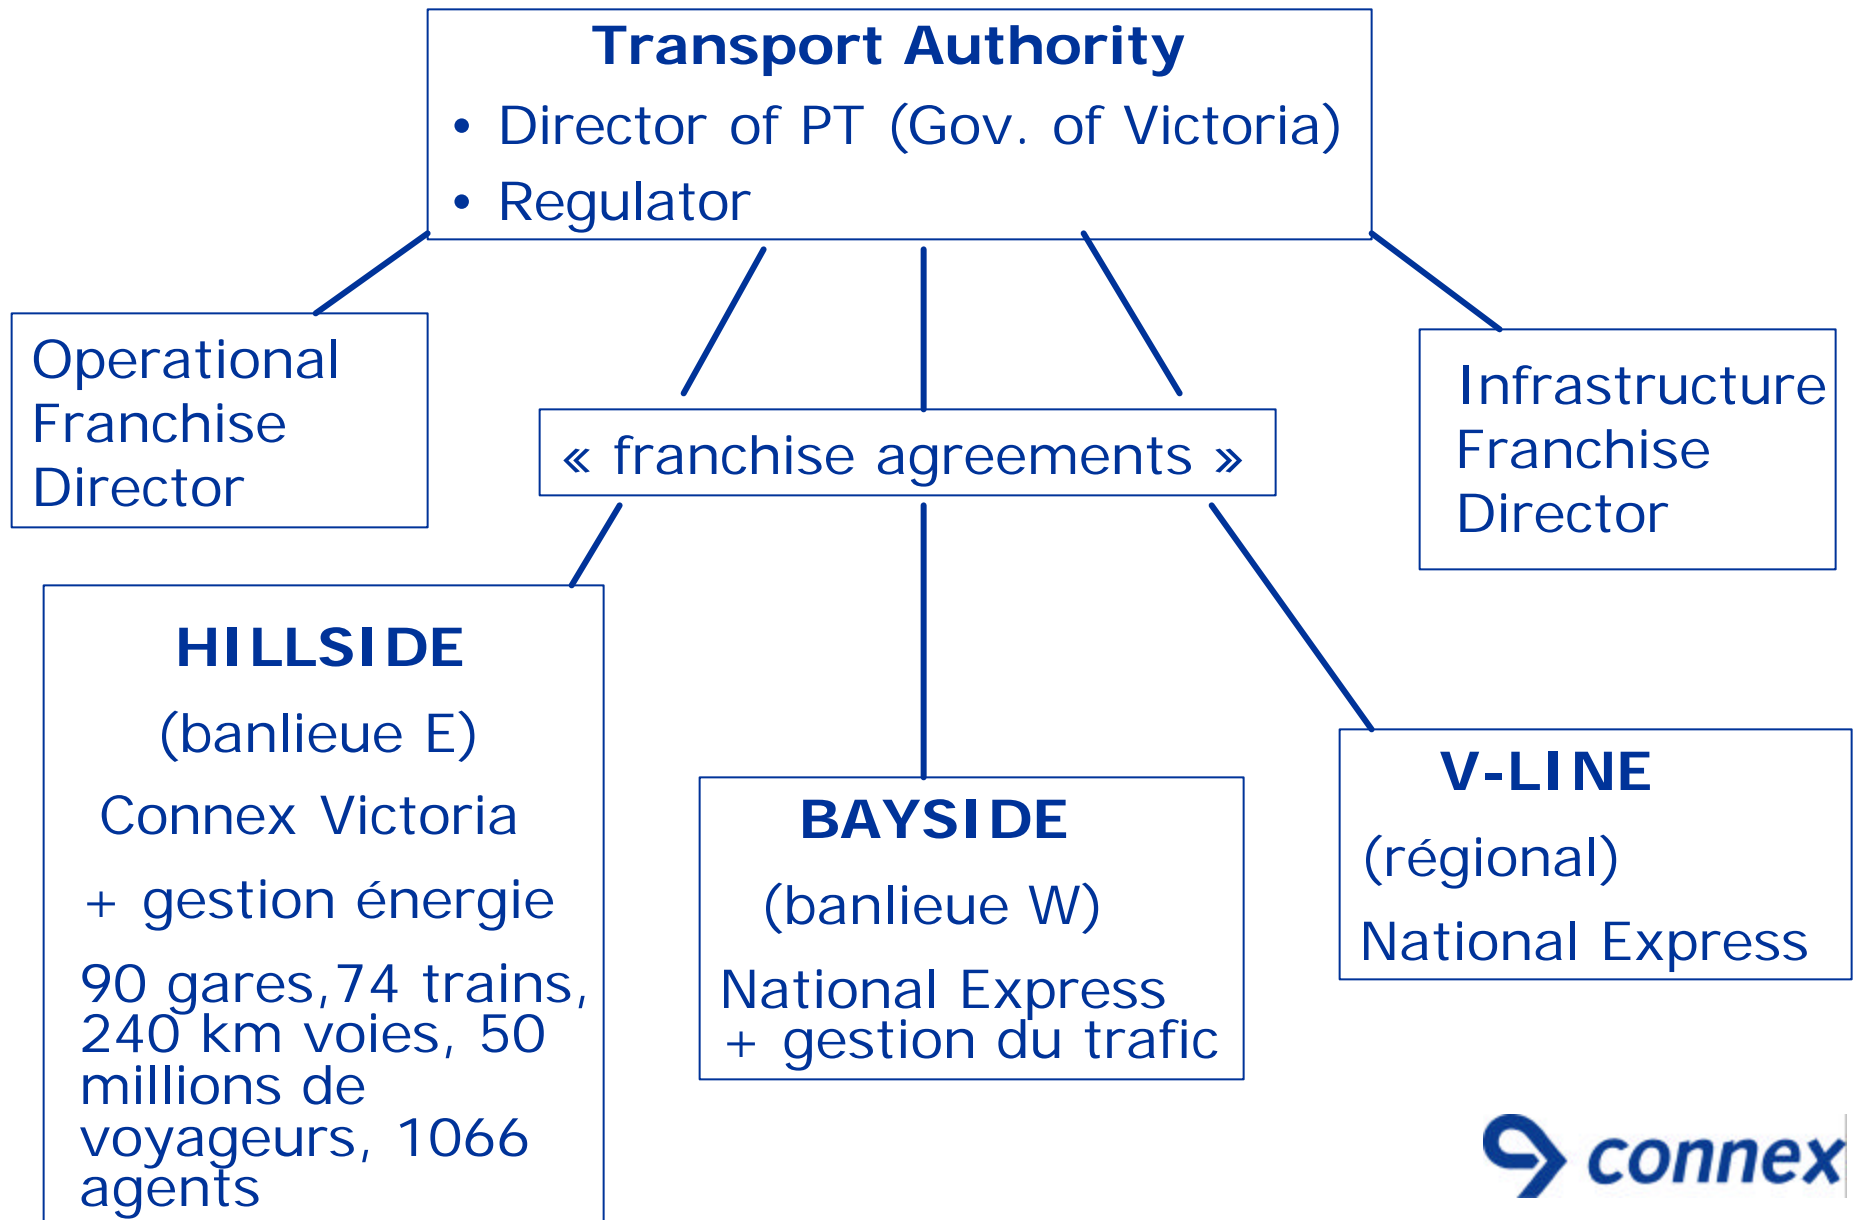 Transport Authority
• Director of PT (Gov. of Victoria)
• Regulator
Operational
Franchise
Director
« franchise agreements »
Infrastructure
Franchise
Director
HILLSIDE
(banlieue E)
Connex Victoria
+ gestion énergie
90 gares,74 trains,
240 km voies, 50
millions de
voyageurs, 1066
agents
BAYSIDE
(banlieue W)
National Express
+ gestion du trafic
V-LINE
(régional)
National Express
connex